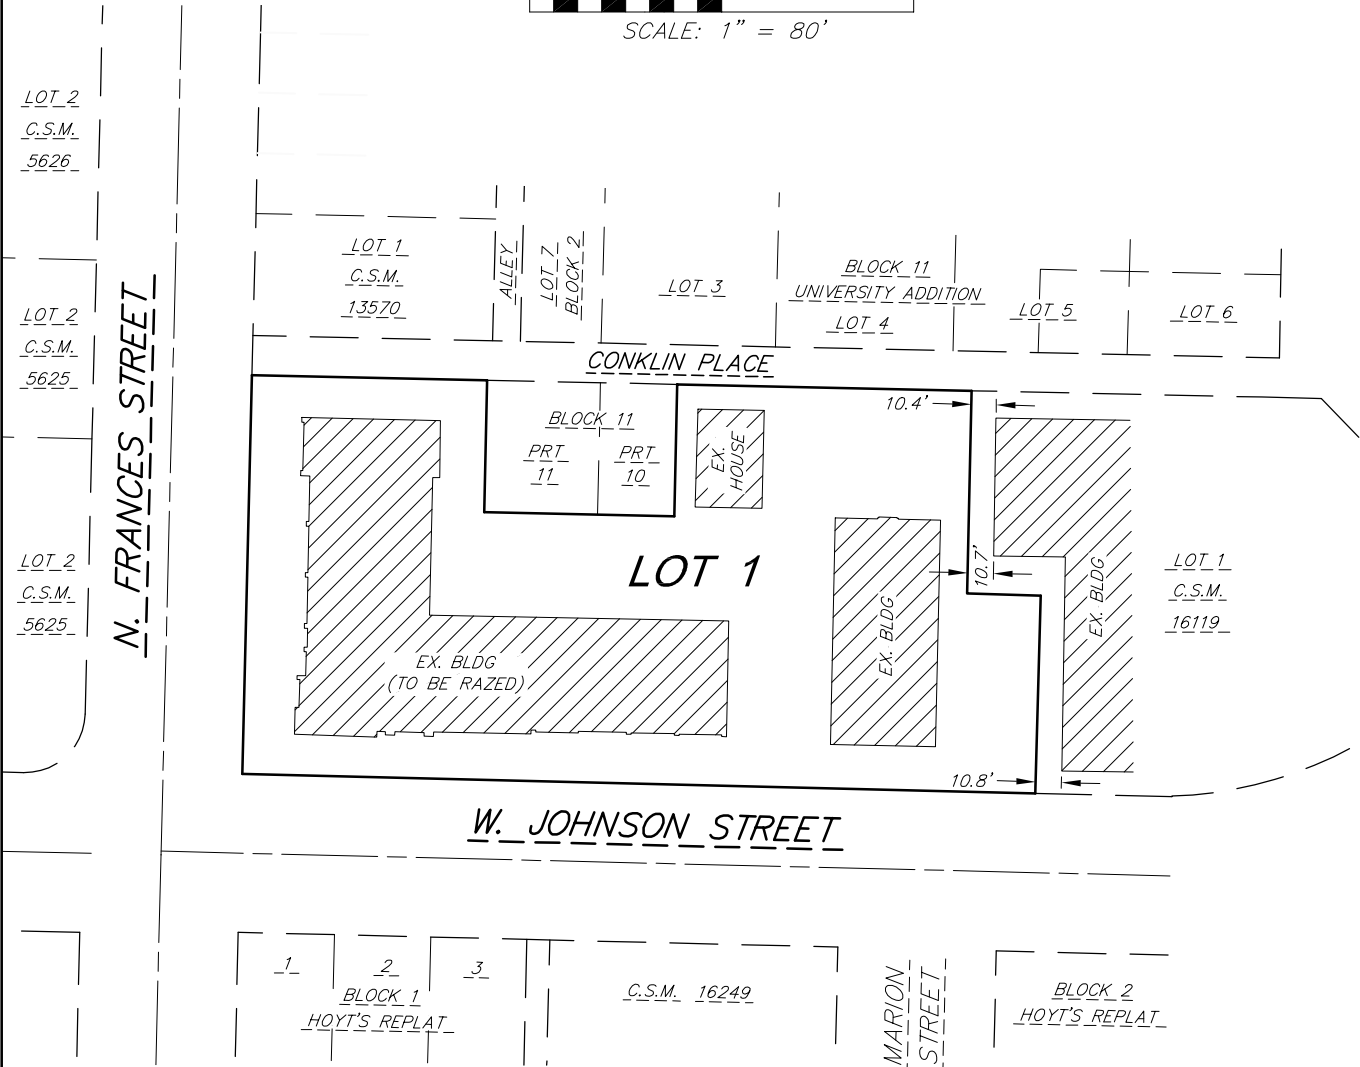 SCALE: 1" = 80'
LOT 2
C.S.M.
5626
LOT 2
C.S.M.
5625
LOT 2
C.S.M.
5625
N. FRANCES STREET
LOT 1
C.S.M.
13570
ALLEY
LOT 7
BLOCK 2
LOT 3
BLOCK 11
UNIVERSITY ADDITION
LOT 4
LOT 5
LOT 6
CONKLIN PLACE
BLOCK 11
PRT
11
PRT
10
EX.
HOUSE
10.4'
LOT 1
10.7'
EX. BLDG
EX. BLDG
LOT 1
C.S.M.
16119
EX. BLDG
(TO BE RAZED)
10.8'
W. JOHNSON STREET
1
2
3
BLOCK 1
HOYT'S REPLAT
C.S.M. 16249
MARION
STREET
BLOCK 2
HOYT'S REPLAT